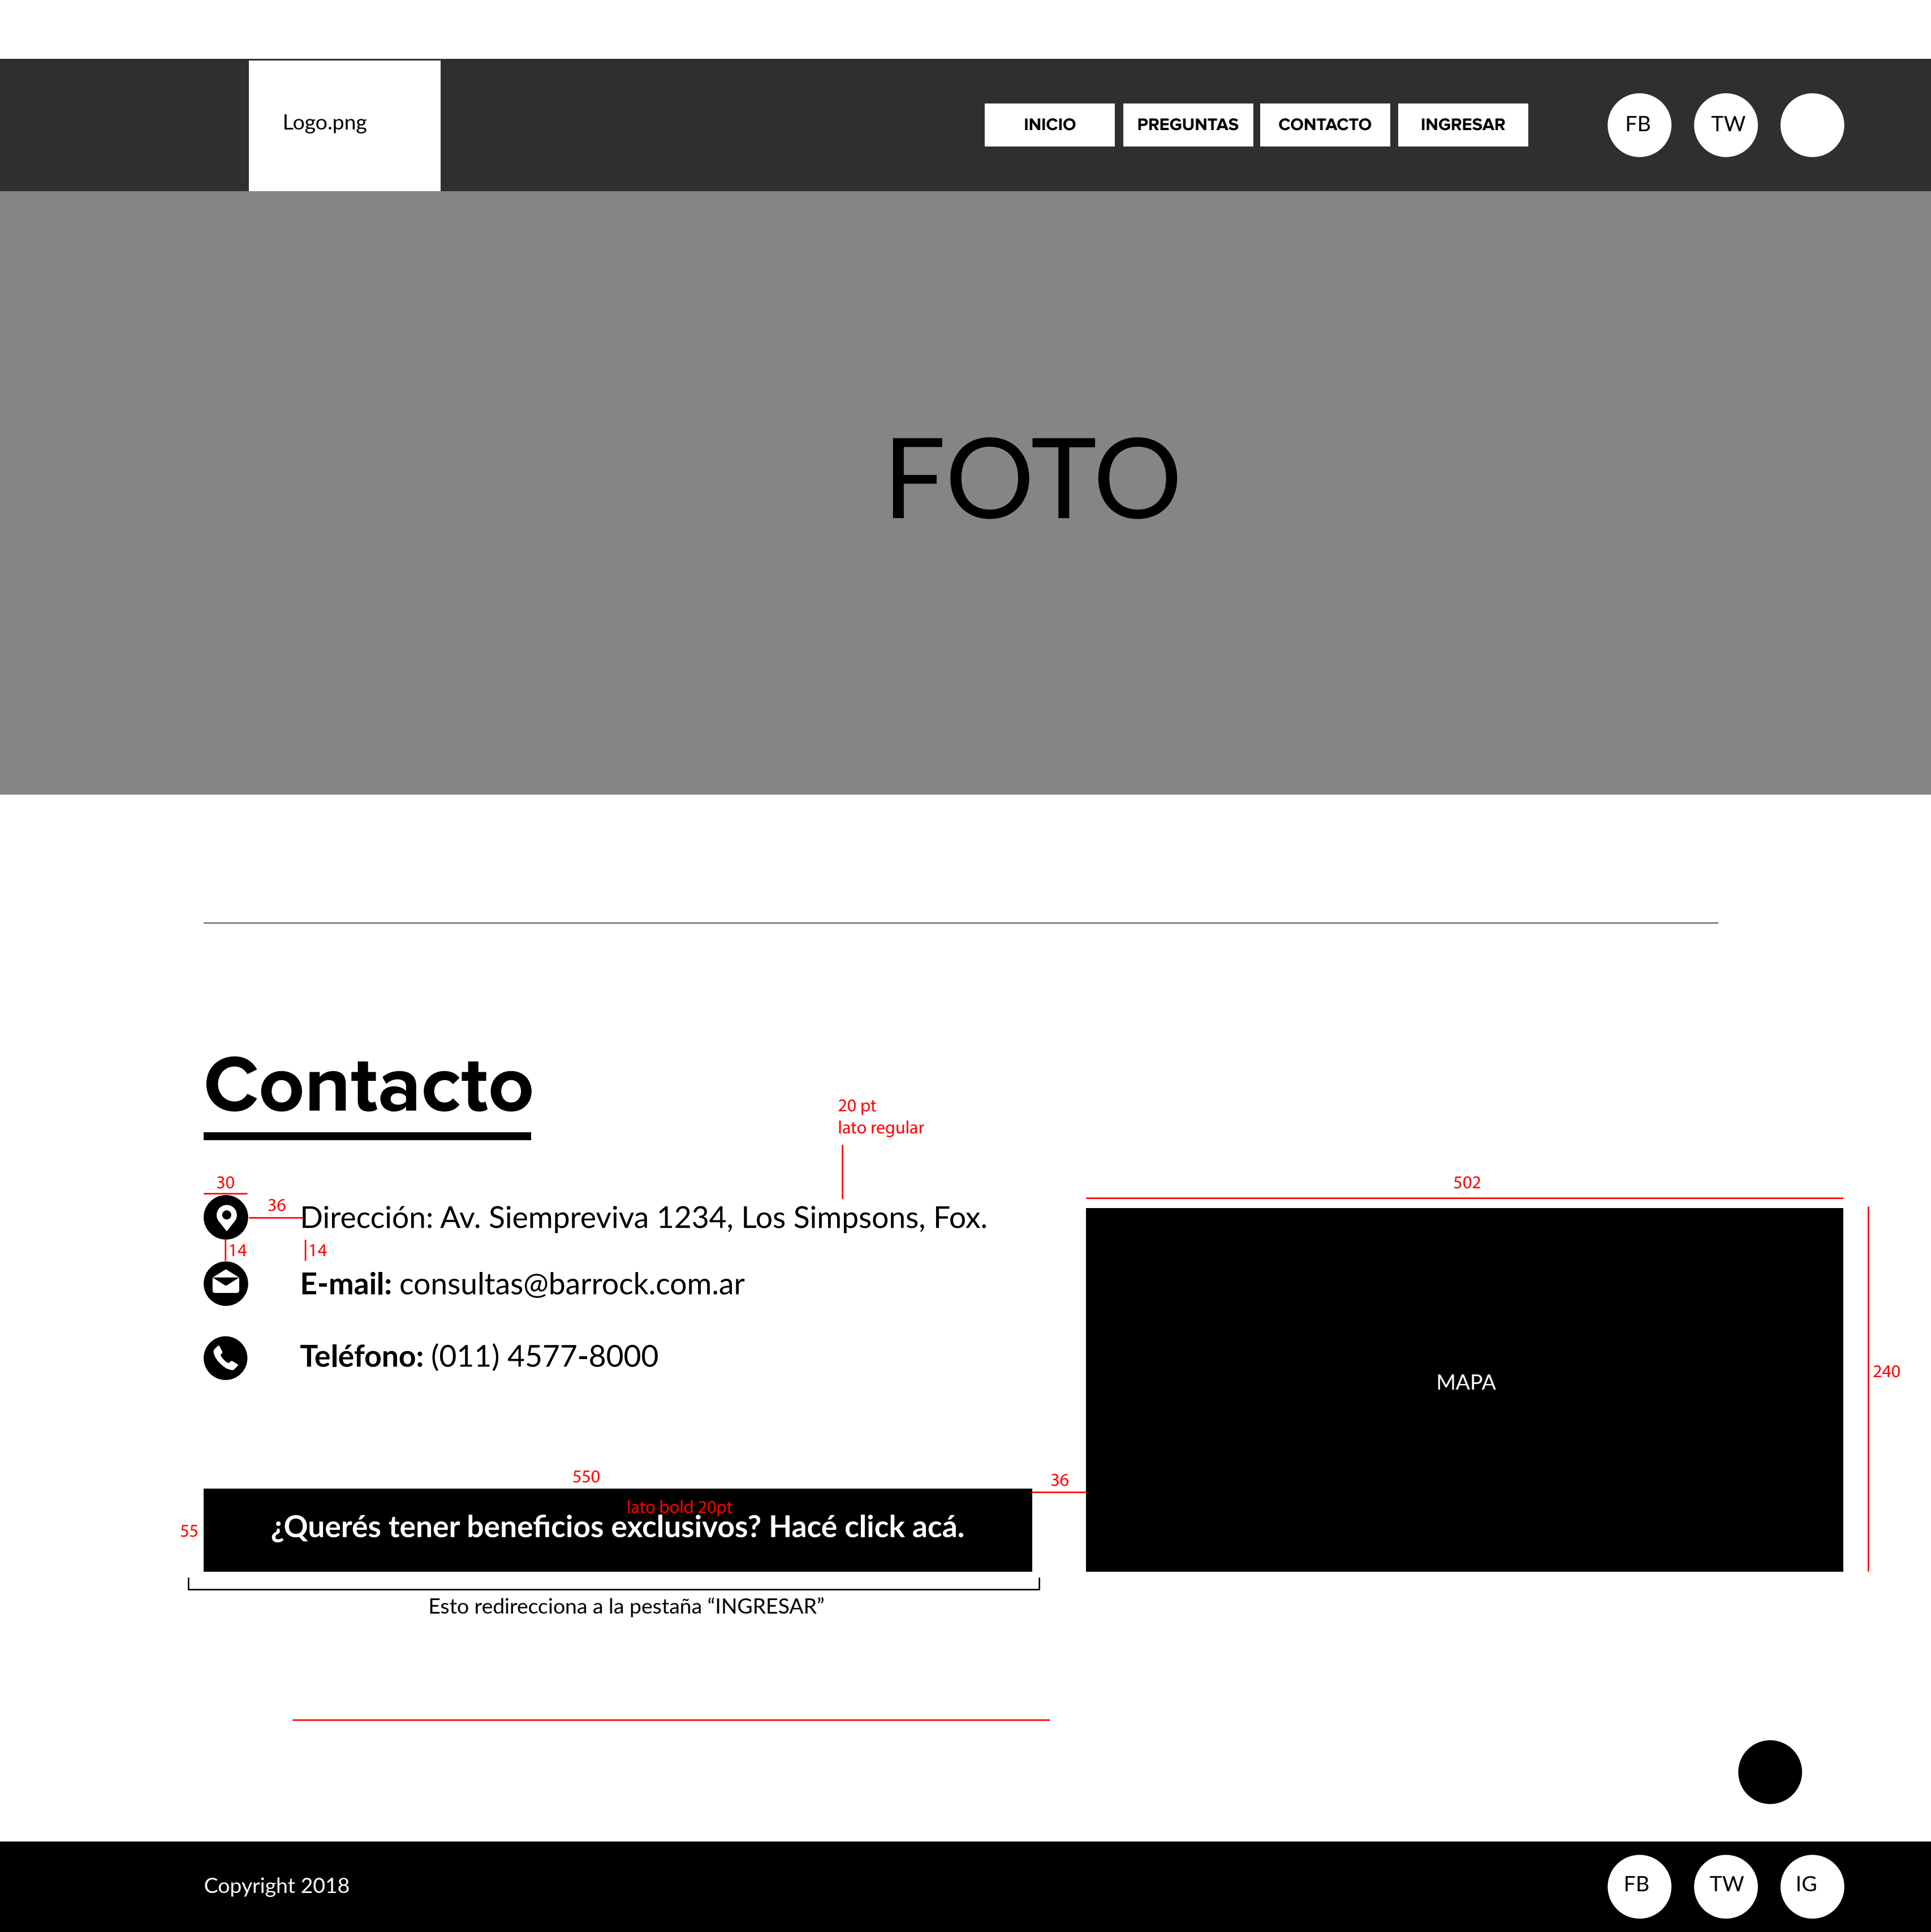 Logo.png
INICIO
PREGUNTAS
CONTACTO
INGRESAR
FB
TW
FOTO
Contacto
20 pt
lato regular
30
36
Dirección: Av. Siempreviva 1234, Los Simpsons, Fox.
14
14
E-mail: consultas@barrock.com.ar
Teléfono: (011) 4577-8000
502
MAPA
240
550
36
lato bold 20pt
55
¿Querés tener beneficios exclusivos? Hacé click acá.
Esto redirecciona a la pestaña “INGRESAR”
Copyright 2018
FB
TW
IG